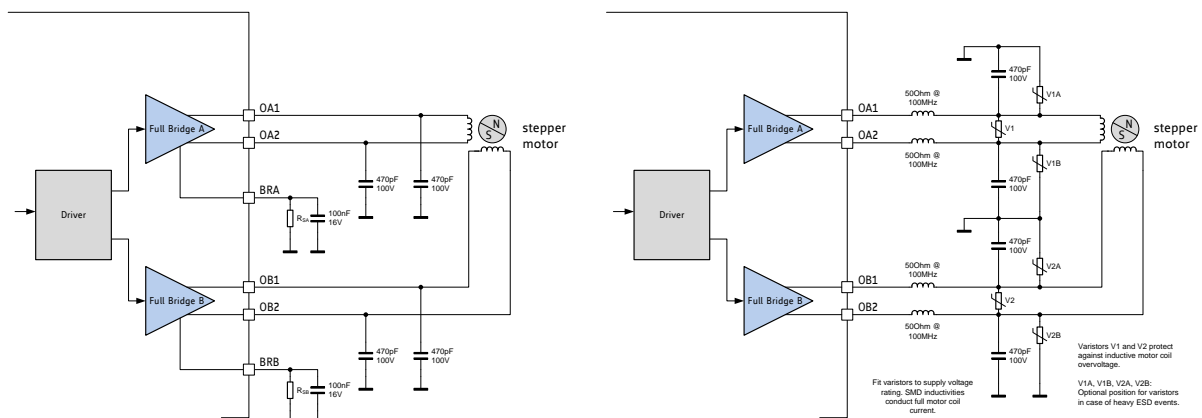 Driver
Full Bridge A
Full Bridge B
OA1
OA2
BRA
OB1
OB2
BRB
RSA
100nF
16V
470pF
100V
470pF
100V
RSB
100nF
16V
470pF
100V
470pF
100V
N
S
stepper
motor
Driver
Full Bridge A
Full Bridge B
OA1
OA2
OB1
OB2
50Ohm @
100MHz
50Ohm @
100MHz
50Ohm @
100MHz
50Ohm @
100MHz
470pF
100V
V1A
V1
V1B
470pF
100V
470pF
100V
V2A
V2
V2B
470pF
100V
N
S
stepper
motor
Fit varistors to supply voltage
rating. SMD inductivities
conduct full motor coil
current.
Varistors V1 and V2 protect
against inductive motor coil
overvoltage.
V1A, V1B, V2A, V2B:
Optional position for varistors
in case of heavy ESD events.